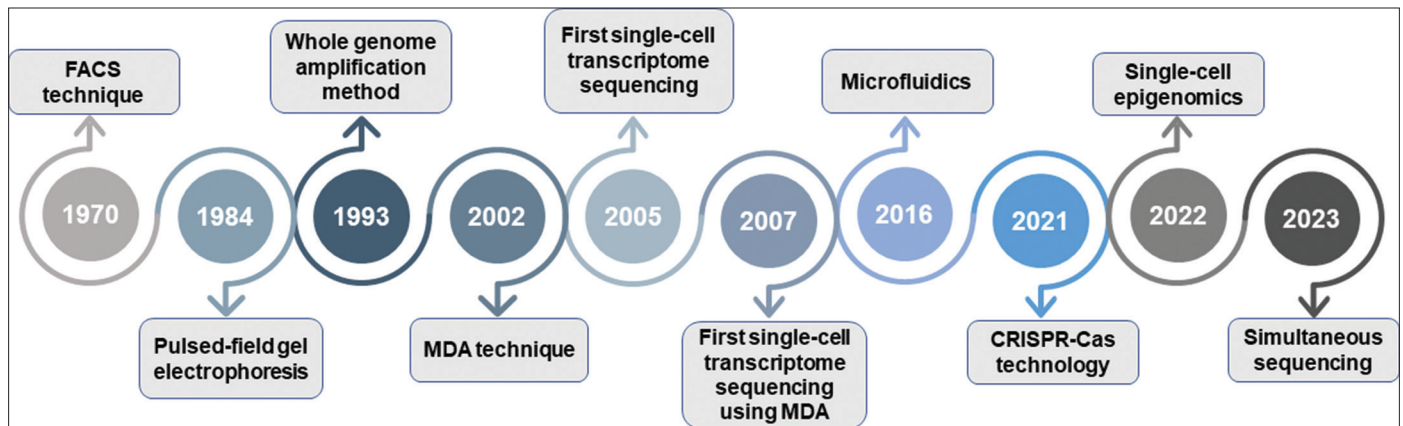 FACS
technique
1970
1984
Pulsed-field gel
electrophoresis
Whole genome
amplification
method
1993
2002
MDA technique
First single-cell
transcriptome
sequencing
2005
2007
First single-cell
transcriptome
sequencing
using MDA
Microfluidics
2016
2021
CRISPR-Cas
technology
Single-cell
epigenomics
2022
2023
Simultaneous
sequencing